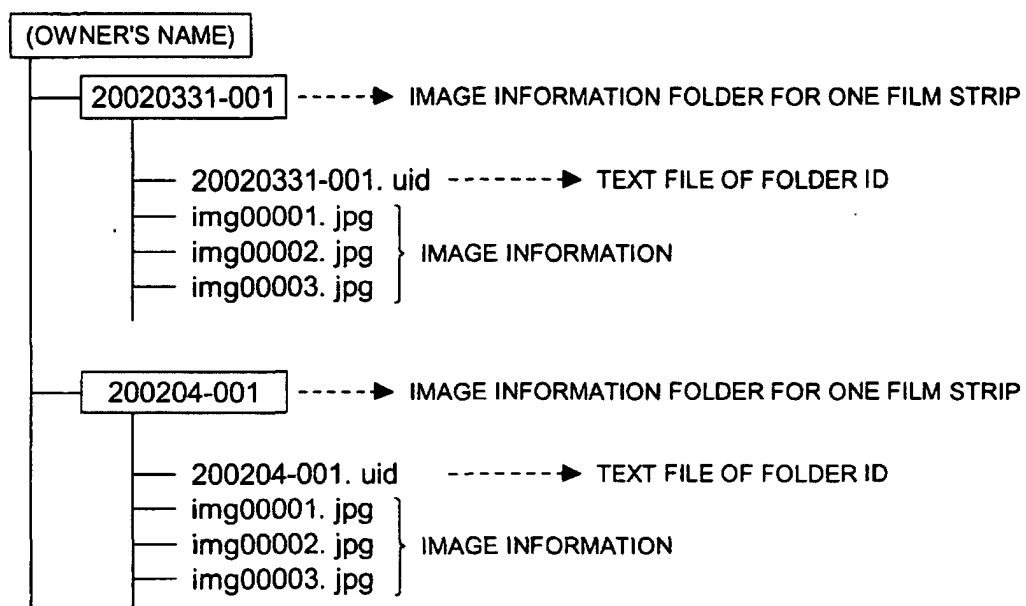 (OWNER'S NAME)
20020331-001 IMAGE INFORMATION FOLDER FOR ONE FILM STRIP
20020331-001. uid TEXT FILE OF FOLDER ID
img00001. jpg
img00002. jpg IMAGE INFORMATION
img00003. jpg
200204-001 IMAGE INFORMATION FOLDER FOR ONE FILM STRIP
200204-001. uid TEXT FILE OF FOLDER ID
img00001. jpg
img00002. jpg IMAGE INFORMATION
img00003. jpg